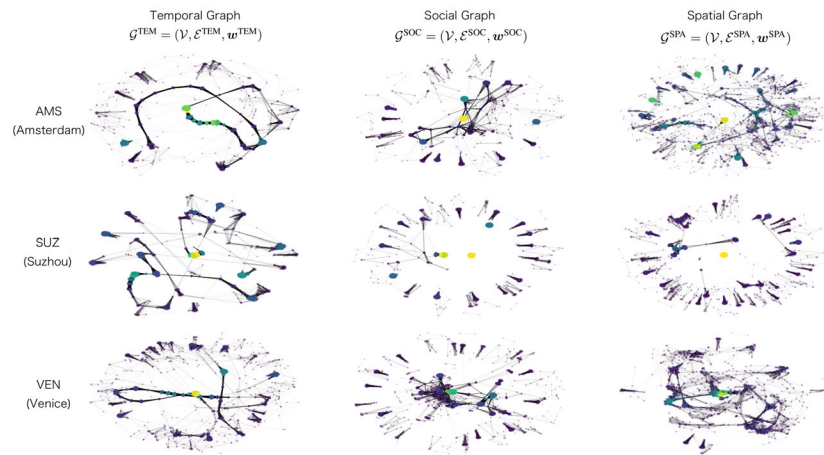 Temporal Graph
𝒢^TEM = (𝒱, ℰ^TEM, 𝒘^TEM)
Social Graph
𝒢^SOC = (𝒱, ℰ^SOC, 𝒘^SOC)
Spatial Graph
𝒢^SPA = (𝒱, ℰ^SPA, 𝒘^SPA)
AMS
(Amsterdam)
SUZ
(Suzhou)
VEN
(Venice)